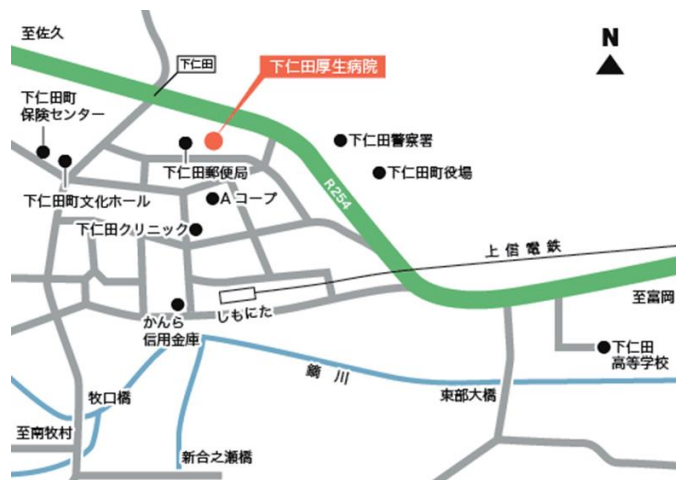 至佐久
下仁田
下仁田厚生病院
N
下仁田町
保険センター
下仁田警察署
下仁田郵便局
下仁田町役場
下仁田町文化ホール
Aコープ
R254
下仁田クリニック
上信電鉄
至富岡
じもにた
かんら
信用金庫
下仁田
高等学校
鏑川
牧口橋
東部大橋
至南牧村
新合之瀬橋